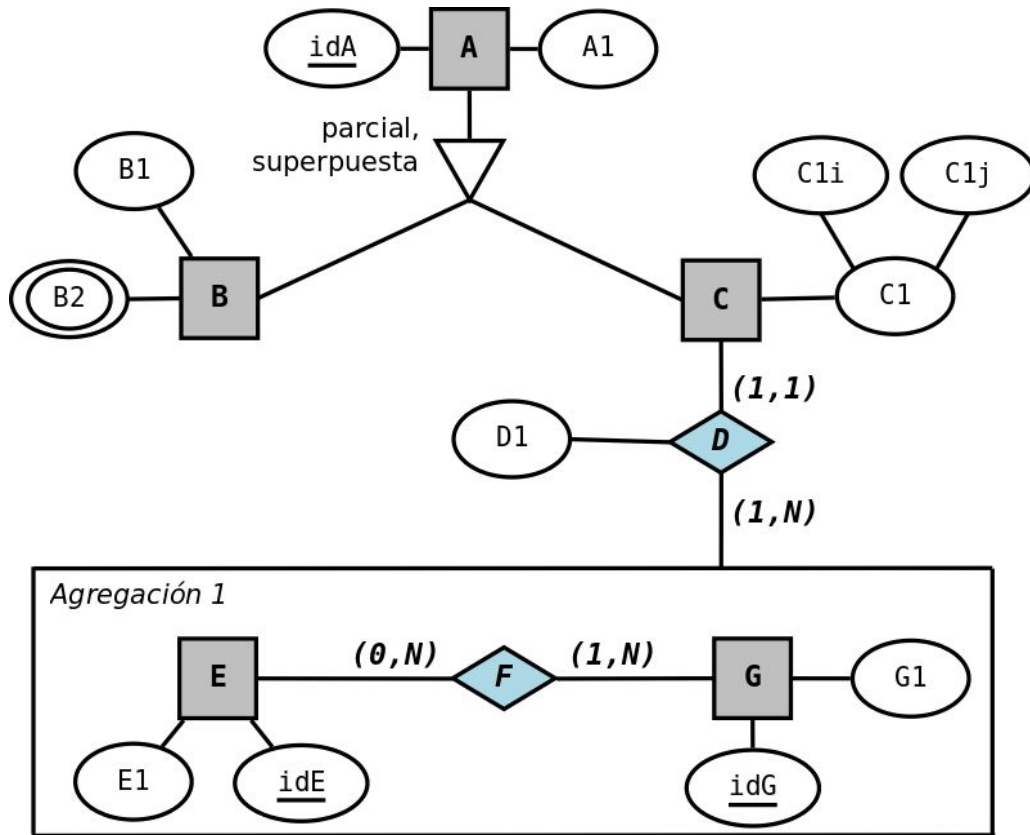 idA
A
A1
parcial,
superpuesta
B1
C1i
C1j
B2
B
C
C1
(1,1)
D1
D
(1,N)
Agregación 1
(0,N)
(1,N)
E
F
G
G1
E1
idE
idG